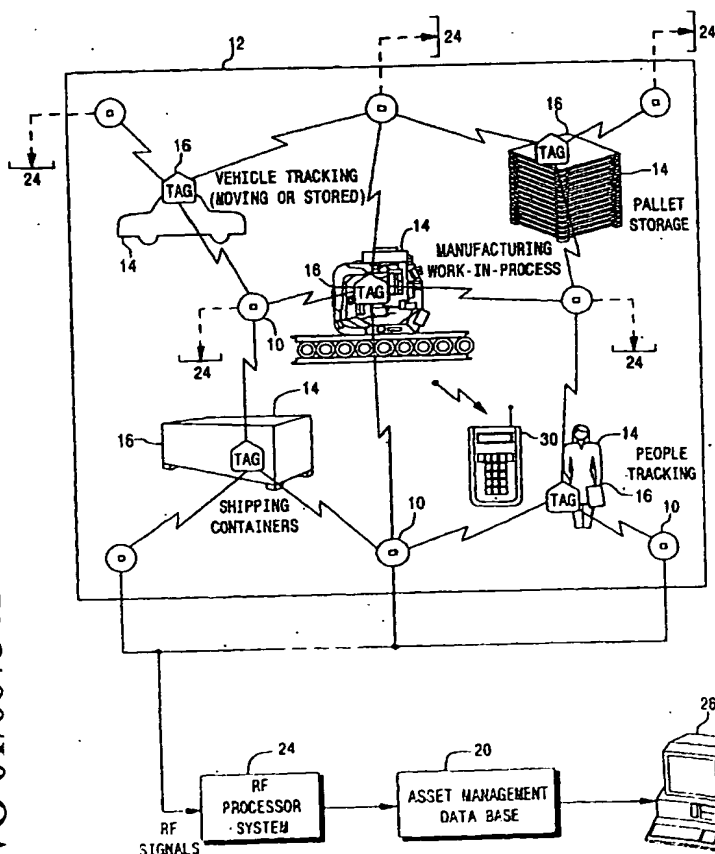 24
24
12
24
16
TAG
VEHICLE TRACKING
(MOVING OR STORED)
14
16
TAG
14
PALLET
STORAGE
14
MANUFACTURING
WORK-IN-PROCESS
16
TAG
10
24
24
14
16
TAG
SHIPPING
CONTAINERS
30
14
PEOPLE
TRACKING
TAG
16
10
10
24
RF
PROCESSOR
SYSTEM
20
ASSET MANAGEMENT
DATA BASE
26
RF
SIGNALS